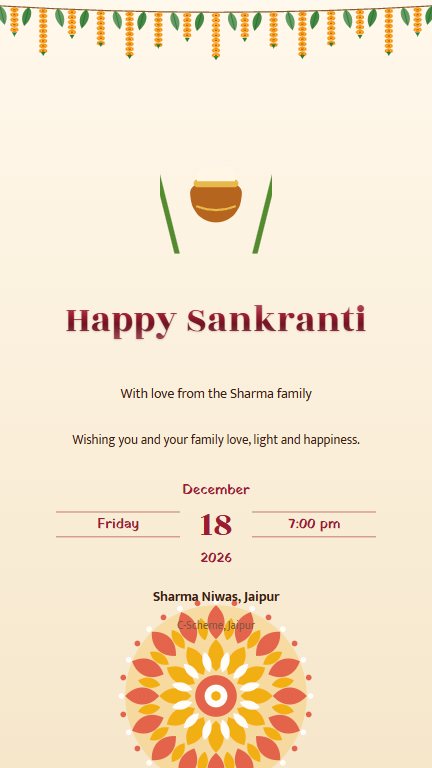 Happy Sankranti
With love from the Sharma family
Wishing you and your family love, light and happiness.
December
Friday
18
7:00 pm
2026
Sharma Niwas, Jaipur
C-Scheme, Jaipur